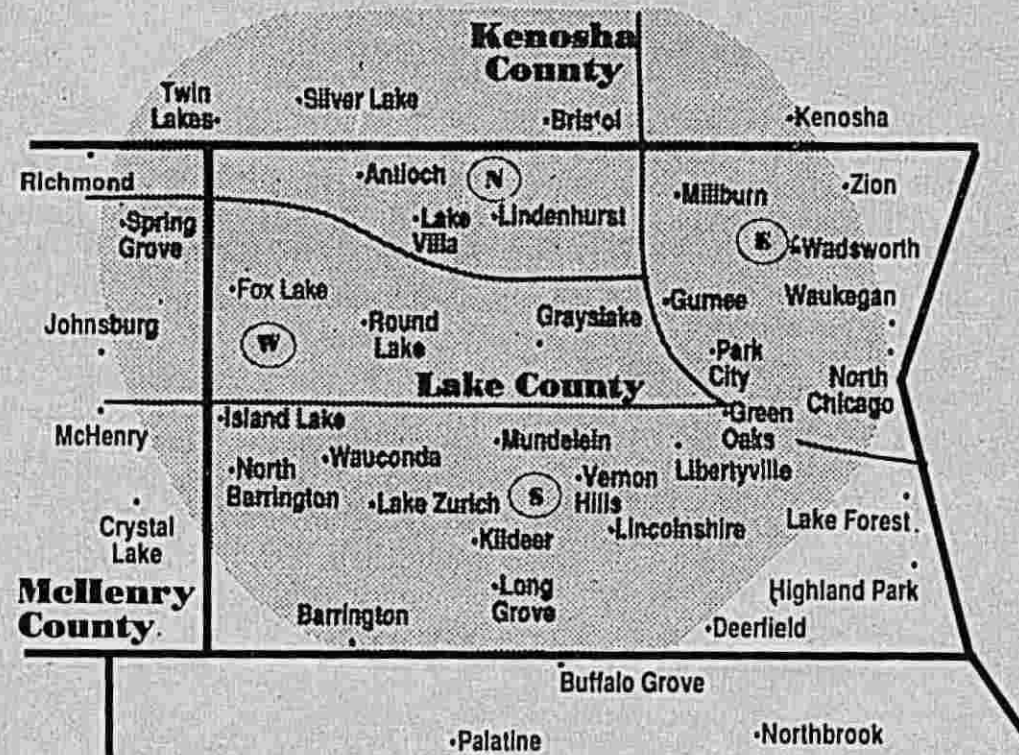 Kenosha
County
Twin
Lakes
Silver Lake
Bristol
Kenosha
Richmond
Antioch
N
Millburn
Zion
Spring
Grove
Lake
Villa
Lindenhurst
E
Wadsworth
Fox Lake
Gurnee
Waukegan
Johnsburg
Round
Lake
Grayslake
W
Park
City
North
Chicago
Lake County
McHenry
Island Lake
Green
Oaks
Mundelein
North
Barrington
Wauconda
Vernon
Hills
Libertyville
Lake Zurich
S
Crystal
Lake
Kildeer
Lincolnshire
Lake Forest
McHenry
County
Long
Grove
Highland Park
Barrington
Deerfield
Buffalo Grove
Palatine
Northbrook